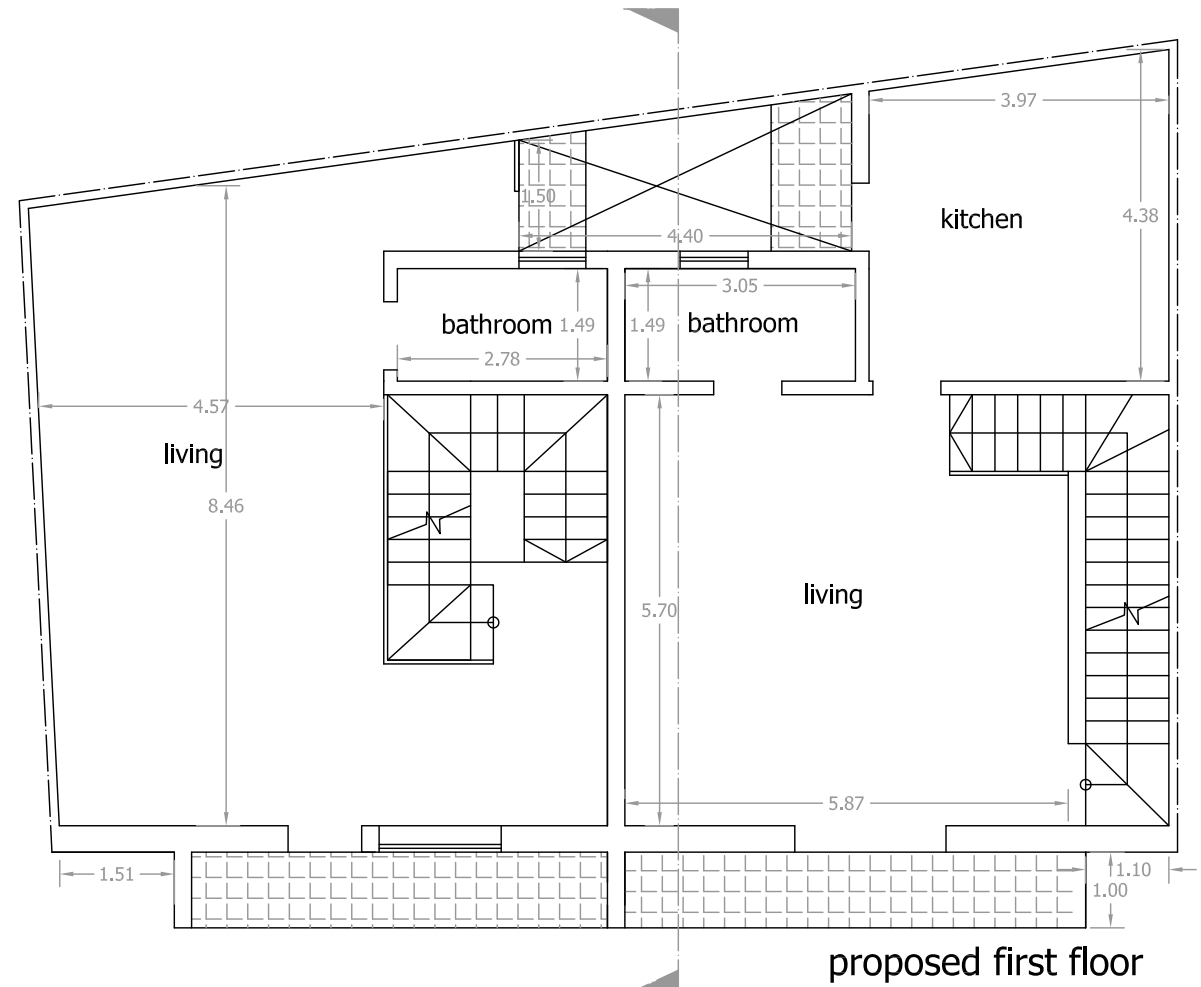 3.97
1.50
4.38
kitchen
4.40
3.05
bathroom
1.49
1.49
bathroom
2.78
4.57
living
8.46
living
5.70
5.87
1.51
1.10
1.00
proposed first floor